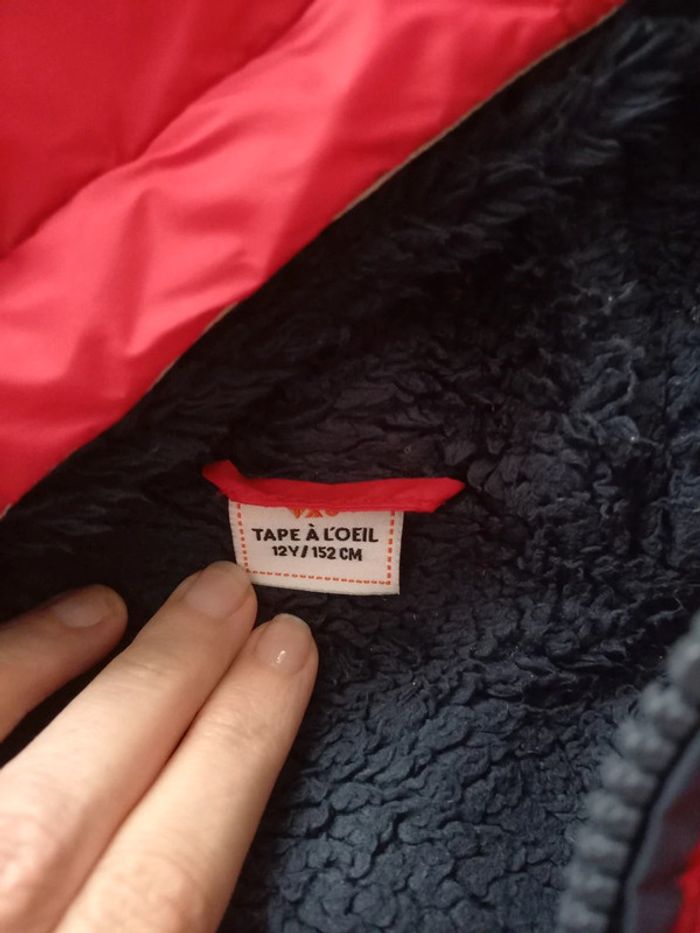 TAPE À L'OEIL
12Y/152 CM